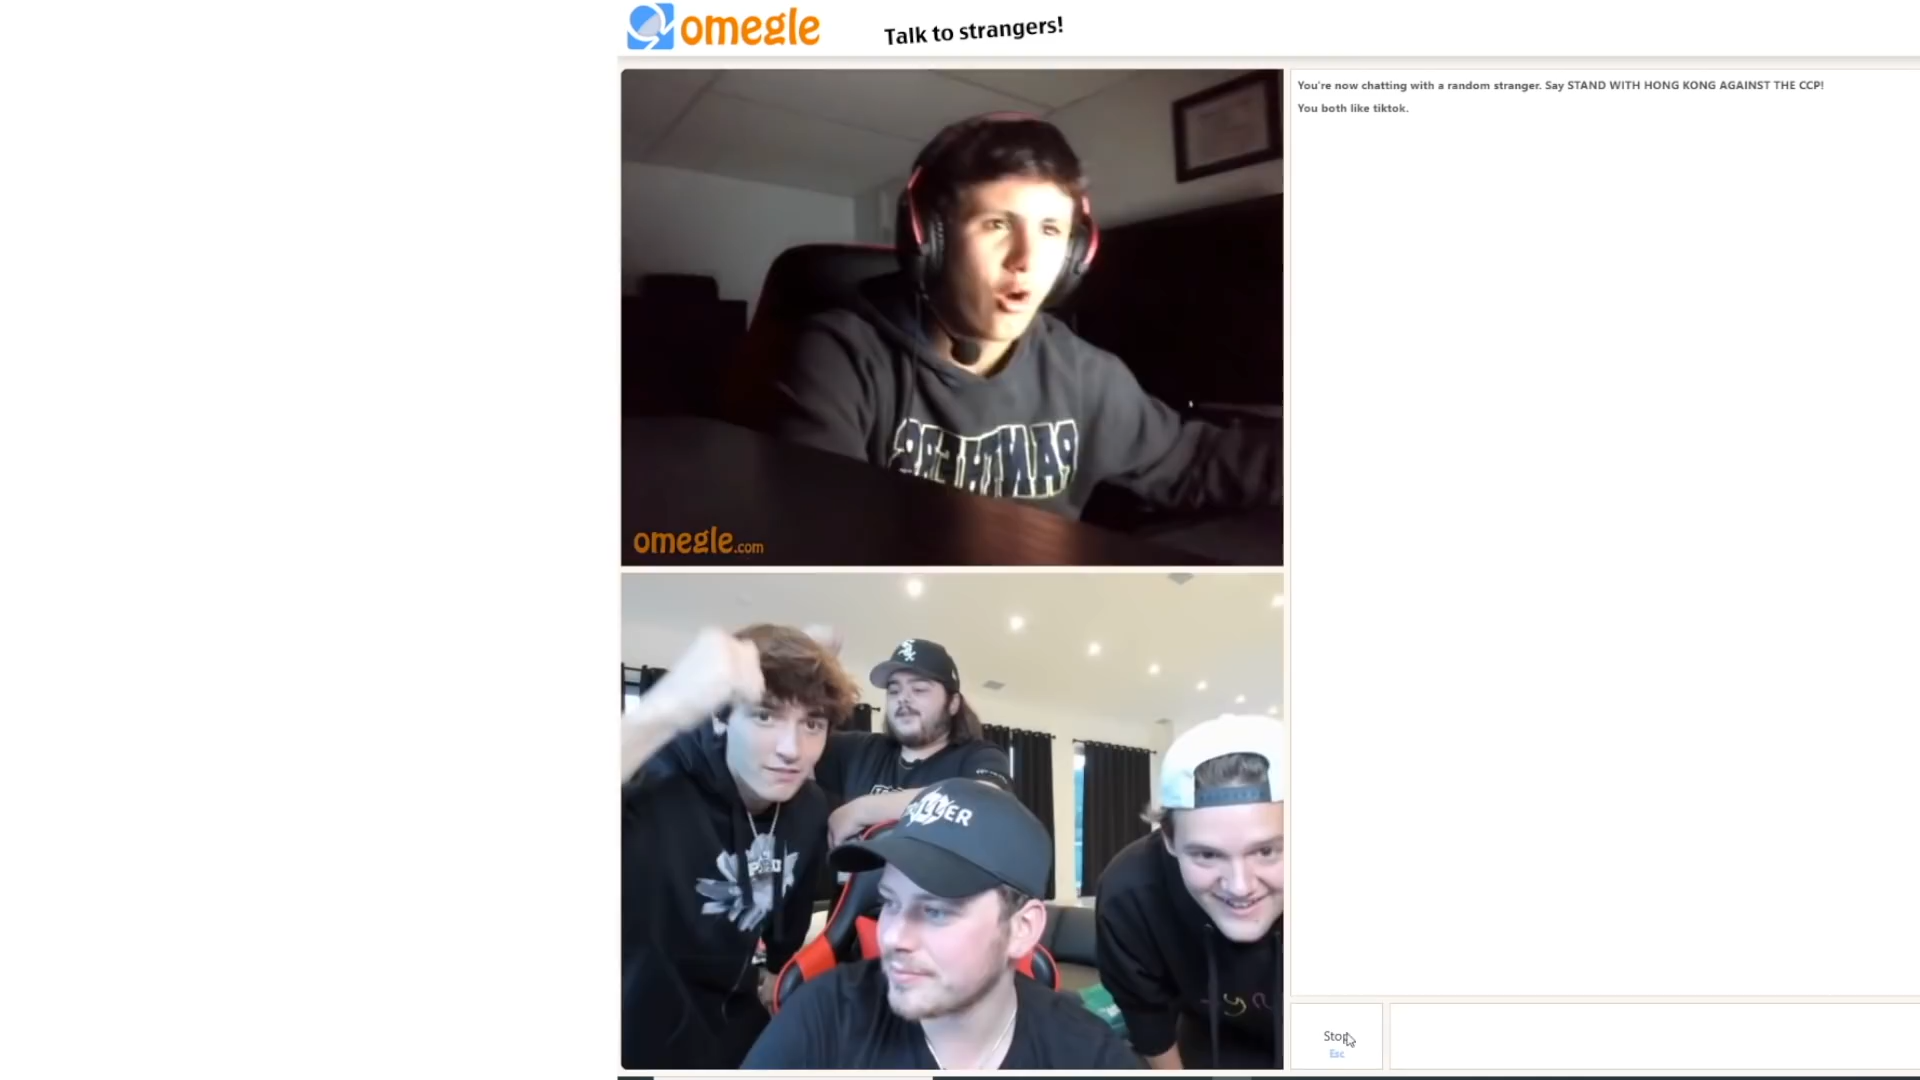 omegle
Talk to strangers!
You're now chatting with a random stranger. Say STAND WITH HONG KONG AGAINST THE CCP!
You both like tiktok.
PANTHERS
omegle.com
Stop
Esc